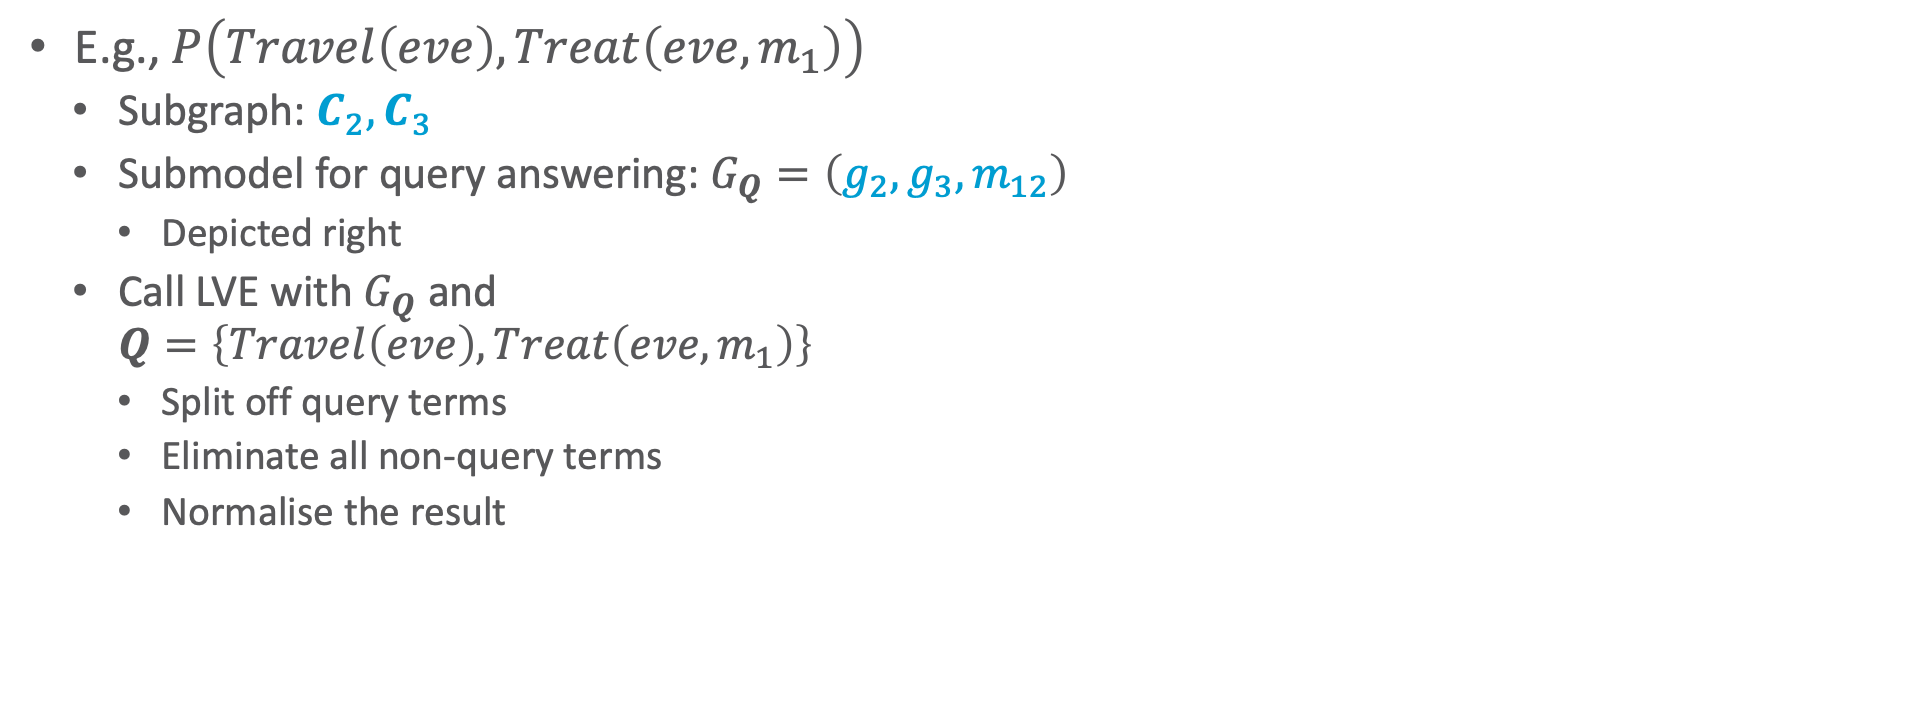 • E.g., P(Travel(eve), Treat(eve, m₁))
• Subgraph: C₂, C₃
• Submodel for query answering: G_Q = (g₂, g₃, m₁₂)
• Depicted right
• Call LVE with G_Q and
Q = {Travel(eve), Treat(eve, m₁)}
• Split off query terms
• Eliminate all non-query terms
• Normalise the result